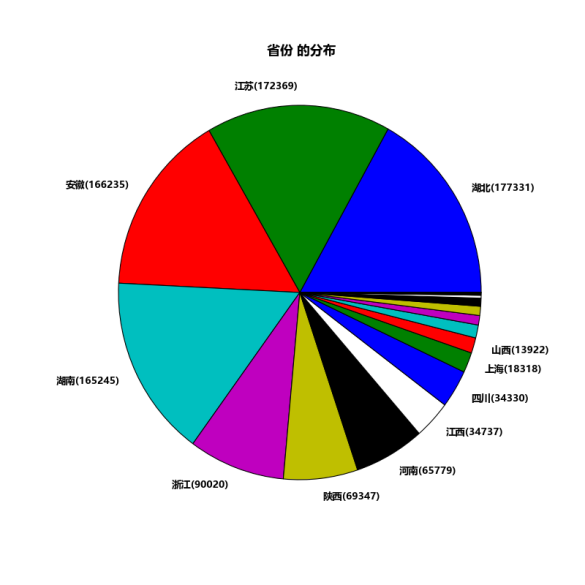 省份 的分布
江苏(172369)
湖北(177331)
安徽(166235)
湖南(165245)
浙江(90020)
陕西(69347)
河南(65779)
江西(34737)
四川(34330)
上海(18318)
山西(13922)